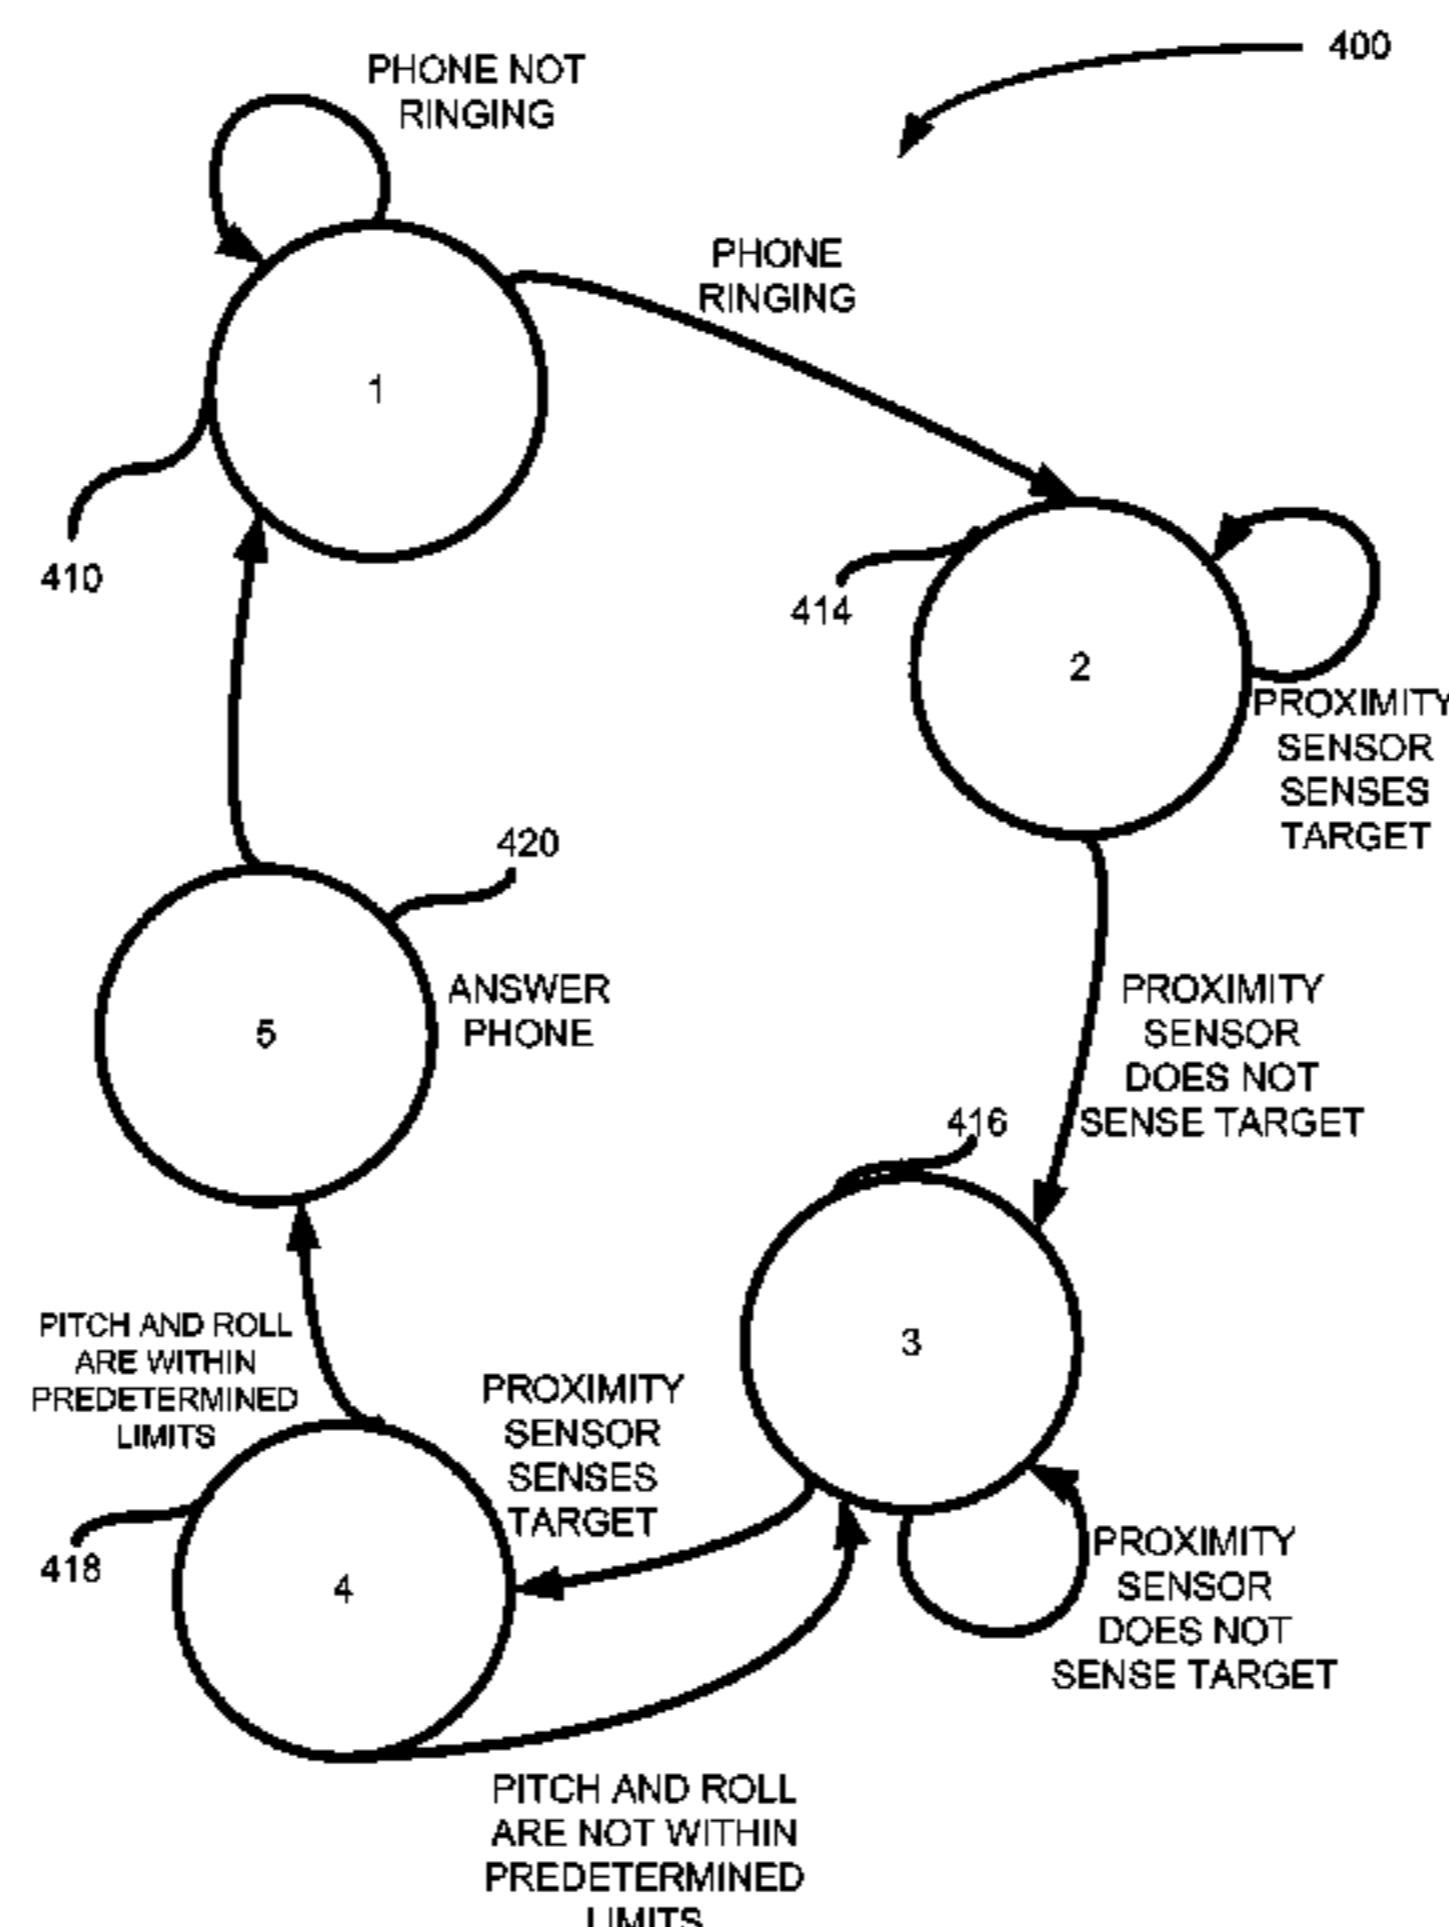 400
PHONE NOT
RINGING
PHONE
RINGING
1
410
414
2
PROXIMITY
SENSOR
SENSES
TARGET
420
ANSWER
PHONE
5
PROXIMITY
SENSOR
DOES NOT
SENSE TARGET
416
3
PITCH AND ROLL
ARE WITHIN
PREDETERMINED
LIMITS
PROXIMITY
SENSOR
SENSES
TARGET
418
4
PROXIMITY
SENSOR
DOES NOT
SENSE TARGET
PITCH AND ROLL
ARE NOT WITHIN
PREDETERMINED
LIMITS